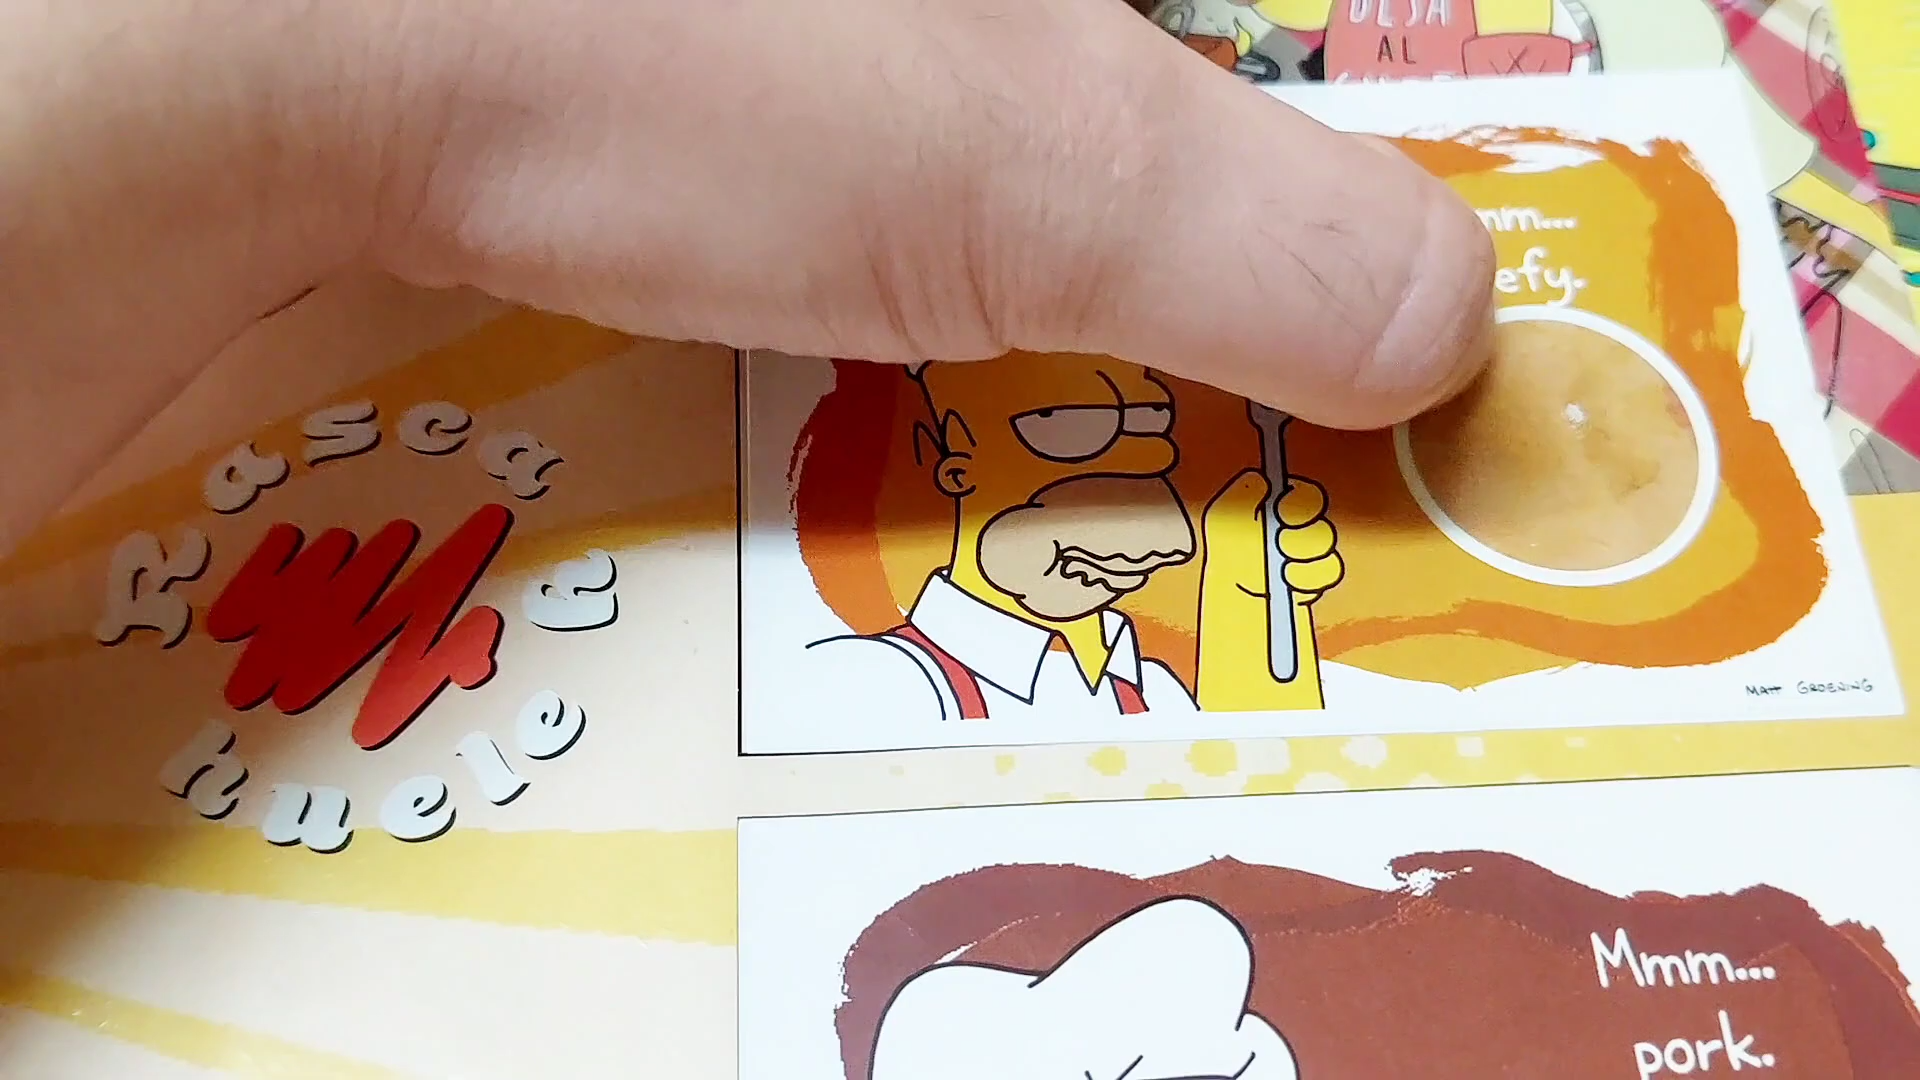 AL
Rasca
&
huele
mm...
efy.
MATT GROENING
Mmm...
pork.